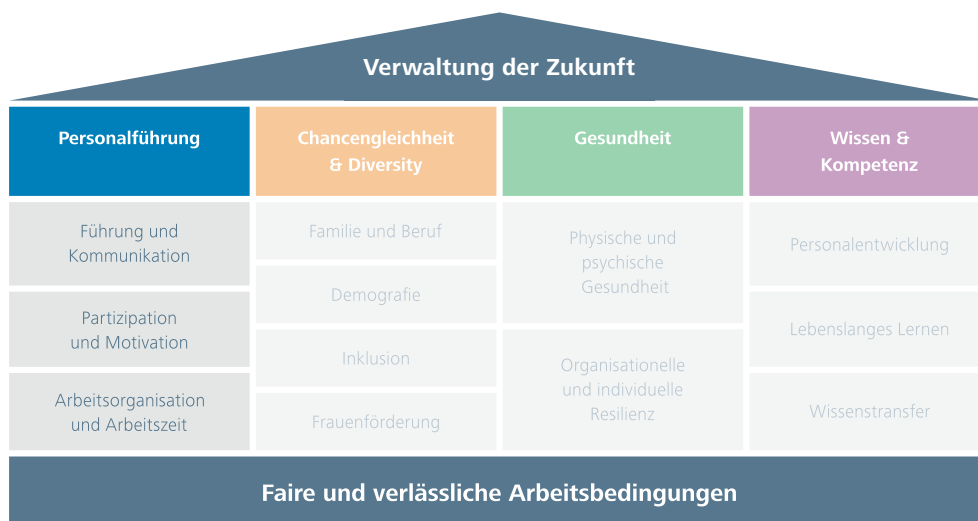 Verwaltung der Zukunft
Personalführung
Chancengleichheit
& Diversity
Gesundheit
Wissen &
Kompetenz
Führung und
Kommunikation
Partizipation
und Motivation
Arbeitsorganisation
und Arbeitszeit
Familie und Beruf
Demografie
Inklusion
Frauenförderung
Physische und
psychische
Gesundheit
Organisationelle
und individuelle
Resilienz
Personalentwicklung
Lebenslanges Lernen
Wissenstransfer
Faire und verlässliche Arbeitsbedingungen